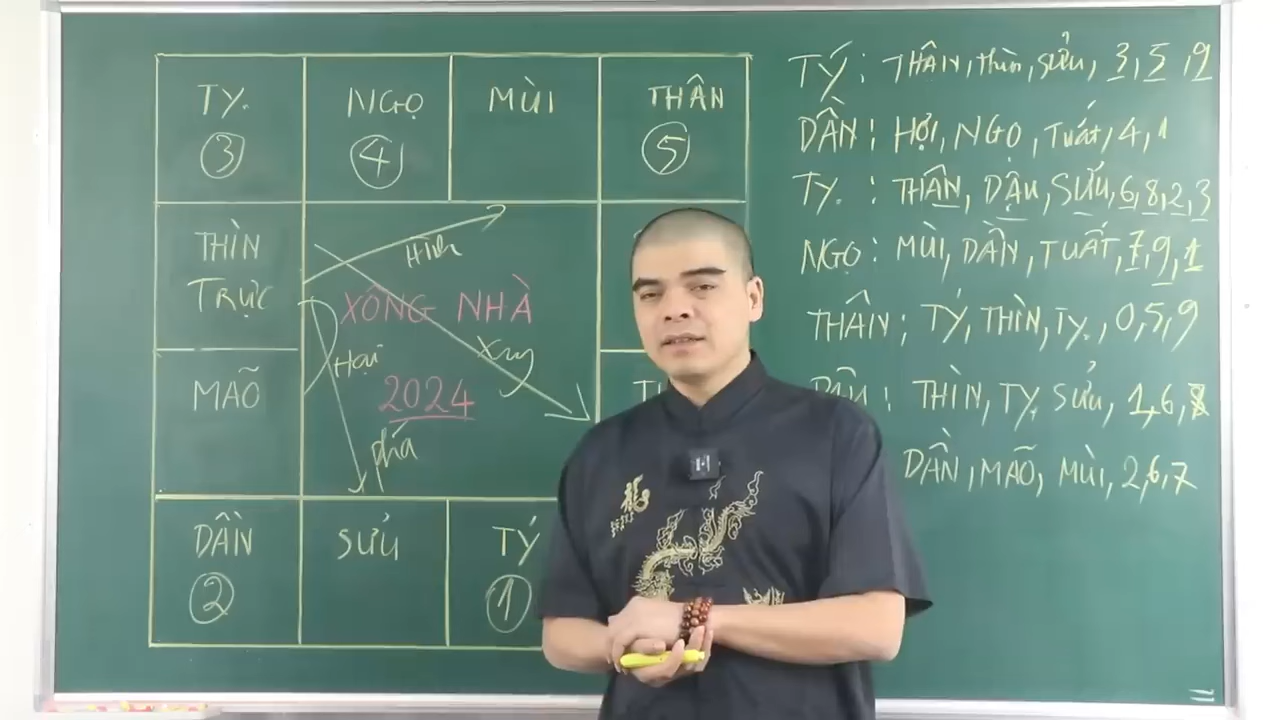 TỴ. NGỌ MÙI THÂN
③ ④ ⑤
THÌN
TRỰC
MÃO
DẦN SỬU TÝ
② ①
Hình
XÔNG NHÀ
Hại Xung
2024
phá
TÝ: THÂN, thìn, sửu, 3, 5, 9
DẦN: HỢI, NGỌ, Tuất, 4, 1
TỴ.: THÂN, DẬU, SỬU, 6, 8, 2, 3
NGỌ: MÙI, DẦN, TUẤT, 7, 9, 1
THÂN: TÝ, THÌN, TỴ., 0, 5, 9
THÌN, TỴ, SỬU, 1, 6, 8
DẦN, MÃO, MÙI, 2, 6, 7
龍